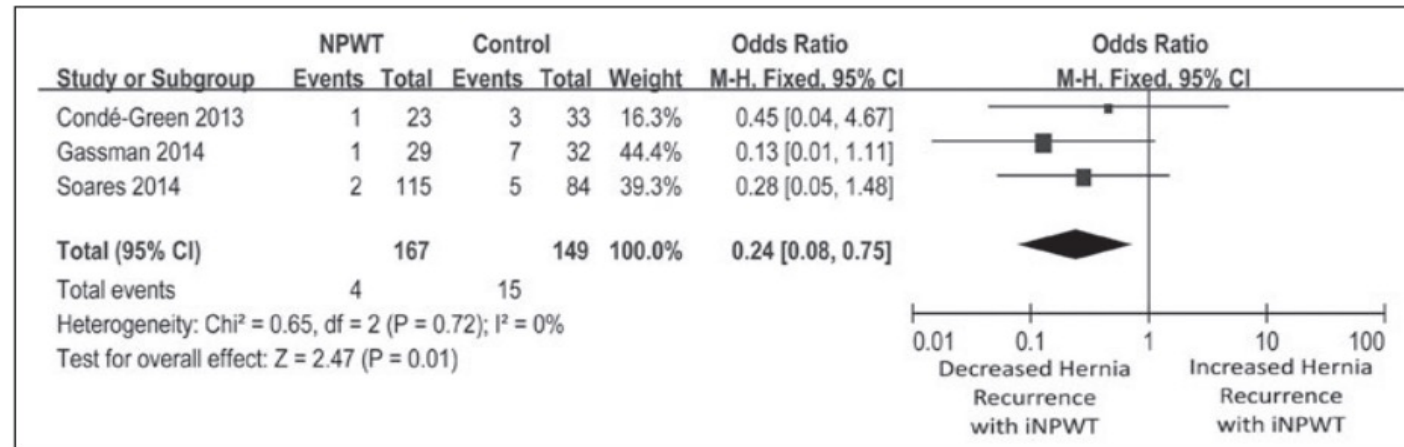 NPWT Control Odds Ratio Odds Ratio
Study or Subgroup Events Total Events Total Weight M-H, Fixed, 95% CI M-H, Fixed, 95% CI
Condé-Green 2013 1 23 3 33 16.3% 0.45 [0.04, 4.67]
Gassman 2014 1 29 7 32 44.4% 0.13 [0.01, 1.11]
Soares 2014 2 115 5 84 39.3% 0.28 [0.05, 1.48]
Total (95% CI) 167 149 100.0% 0.24 [0.08, 0.75]
Total events 4 15
Heterogeneity: Chi² = 0.65, df = 2 (P = 0.72); I² = 0%
Test for overall effect: Z = 2.47 (P = 0.01)
0.01 0.1 1 10 100
Decreased Hernia Increased Hernia
Recurrence Recurrence
with iNPWT with iNPWT